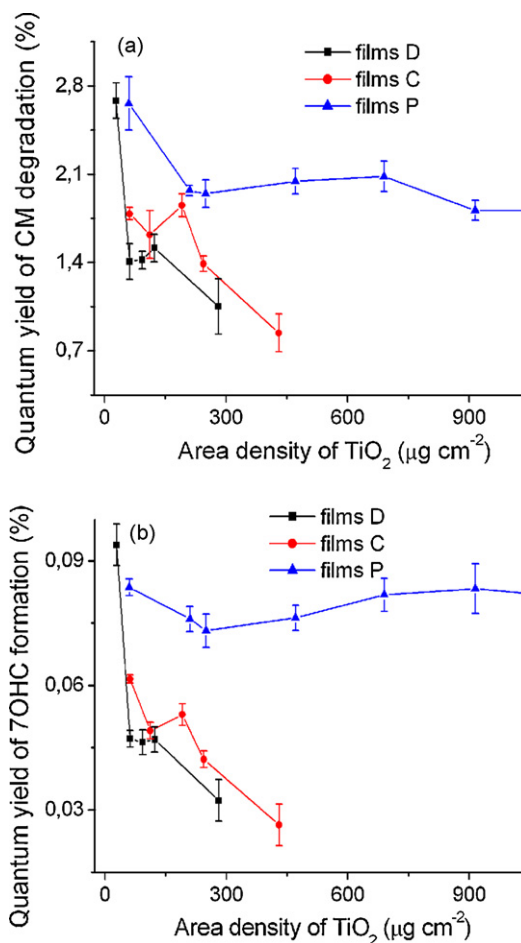 (a)
films D
films C
films P
Quantum yield of CM degradation (%)
2,8
2,1
1,4
0,7
0 300 600 900
Area density of TiO₂ (μg cm⁻²)
(b)
films D
films C
films P
Quantum yield of 7OHC formation (%)
0,09
0,06
0,03
0 300 600 900
Area density of TiO₂ (μg cm⁻²)